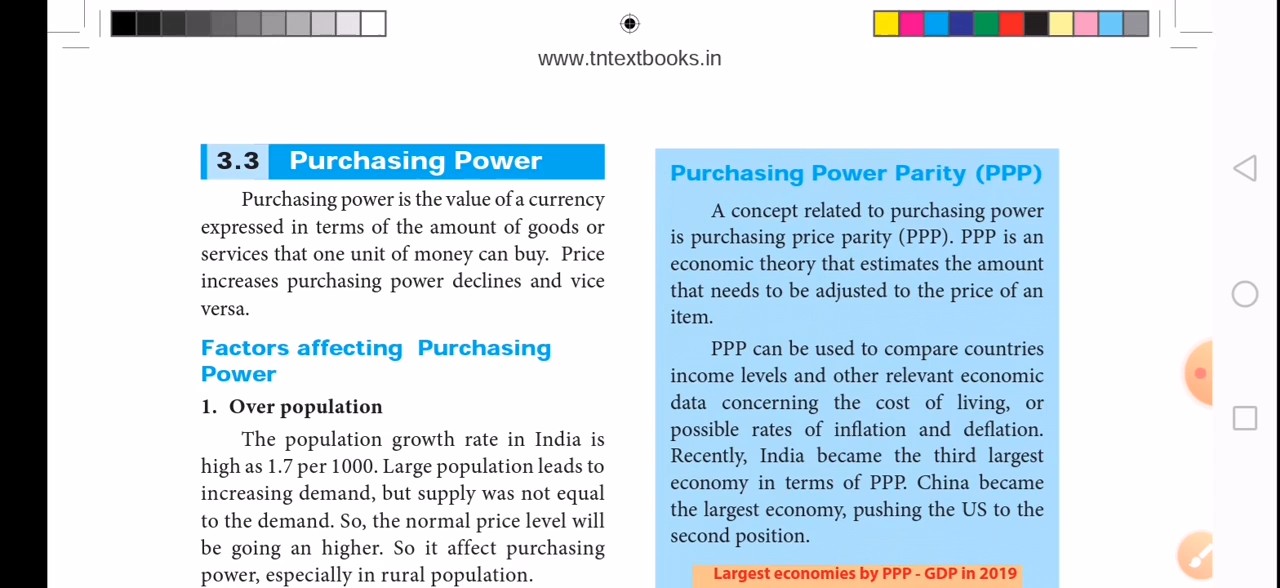 www.tntextbooks.in
3.3 Purchasing Power
Purchasing power is the value of a currency
expressed in terms of the amount of goods or
services that one unit of money can buy. Price
increases purchasing power declines and vice
versa.
Factors affecting Purchasing
Power
1. Over population
The population growth rate in India is
high as 1.7 per 1000. Large population leads to
increasing demand, but supply was not equal
to the demand. So, the normal price level will
be going an higher. So it affect purchasing
power, especially in rural population.
Purchasing Power Parity (PPP)
A concept related to purchasing power
is purchasing price parity (PPP). PPP is an
economic theory that estimates the amount
that needs to be adjusted to the price of an
item.
PPP can be used to compare countries
income levels and other relevant economic
data concerning the cost of living, or
possible rates of inflation and deflation.
Recently, India became the third largest
economy in terms of PPP. China became
the largest economy, pushing the US to the
second position.
Largest economies by PPP - GDP in 2019